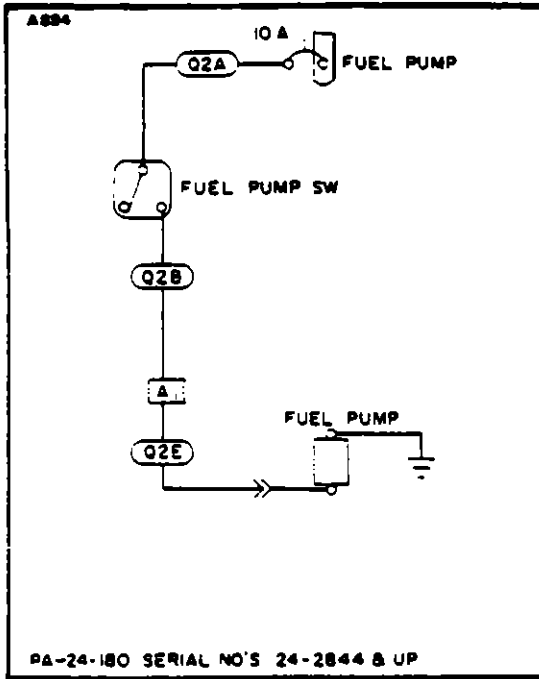 A894
10 A
Q2A
FUEL PUMP
FUEL PUMP SW
Q2B
A
FUEL PUMP
Q2E
PA-24-180 SERIAL NO'S 24-2844 & UP